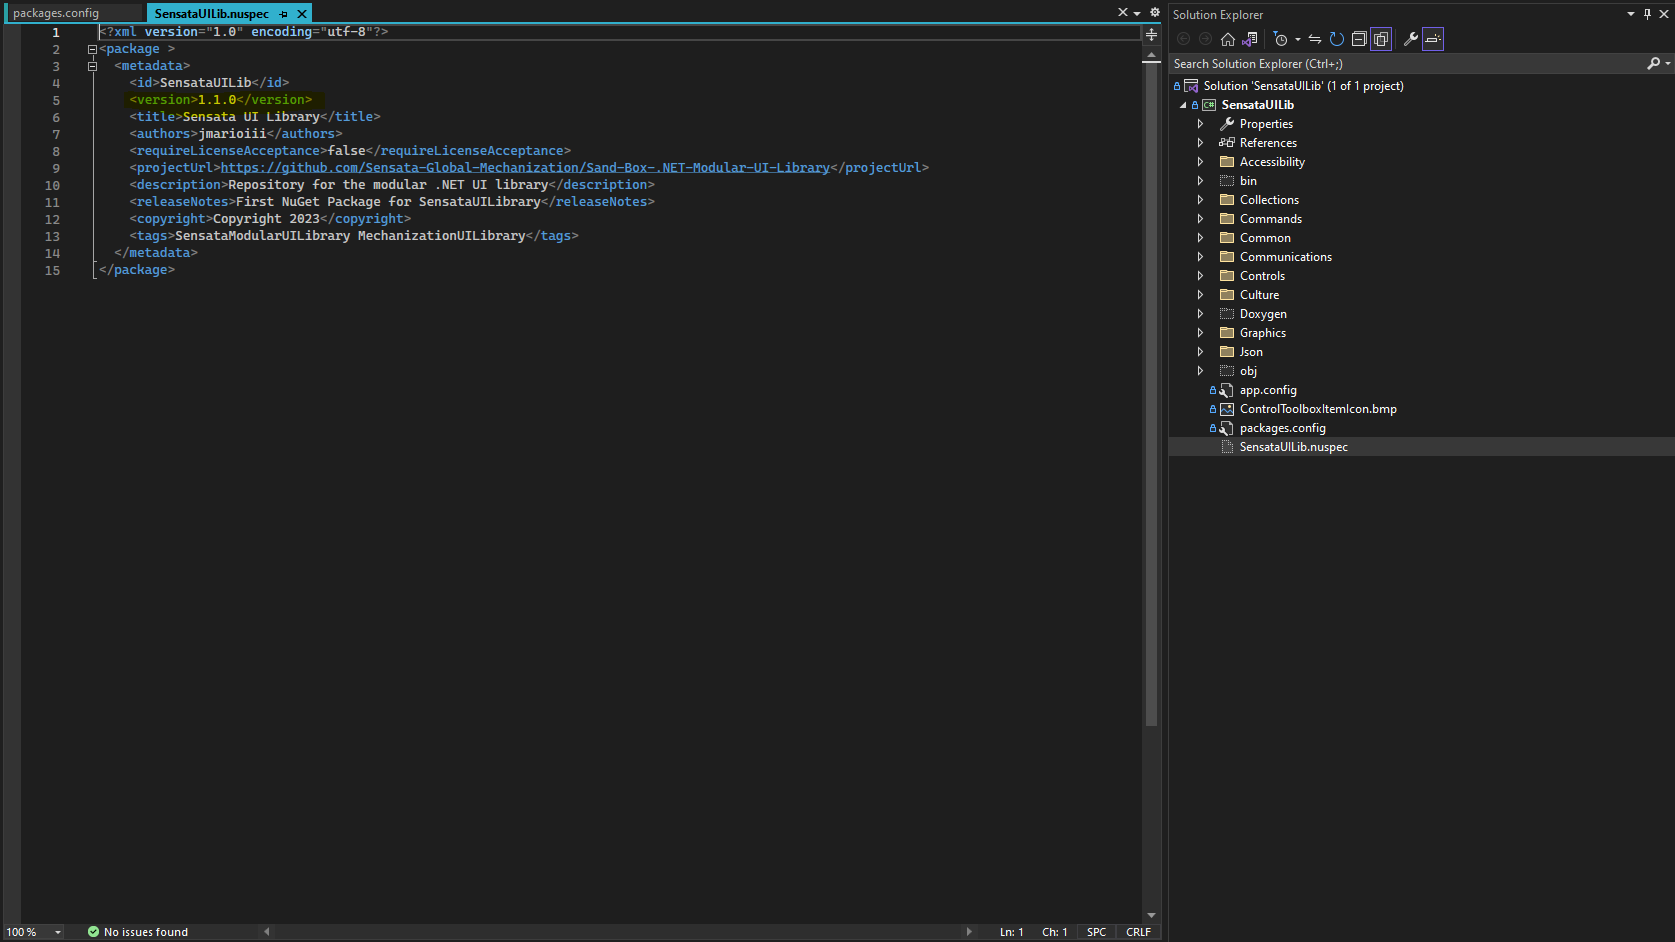 packages.config
SensataUILib.nuspec
1 <?xml version="1.0" encoding="utf-8"?>
2 <package >
3 <metadata>
4 <id>SensataUILib</id>
5 <version>1.1.0</version>
6 <title>Sensata UI Library</title>
7 <authors>jmarioiii</authors>
8 <requireLicenseAcceptance>false</requireLicenseAcceptance>
9 <projectUrl>https://github.com/Sensata-Global-Mechanization/Sand-Box-.NET-Modular-UI-Library</projectUrl>
10 <description>Repository for the modular .NET UI library</description>
11 <releaseNotes>First NuGet Package for SensataUILibrary</releaseNotes>
12 <copyright>Copyright 2023</copyright>
13 <tags>SensataModularUILibrary MechanizationUILibrary</tags>
14 </metadata>
15 </package>
100 %
No issues found
Ln: 1
Ch: 1
SPC
CRLF
Solution Explorer
Search Solution Explorer (Ctrl+;)
Solution 'SensataUILib' (1 of 1 project)
C# SensataUILib
Properties
References
Accessibility
bin
Collections
Commands
Common
Communications
Controls
Culture
Doxygen
Graphics
Json
obj
app.config
ControlToolboxItemIcon.bmp
packages.config
SensataUILib.nuspec